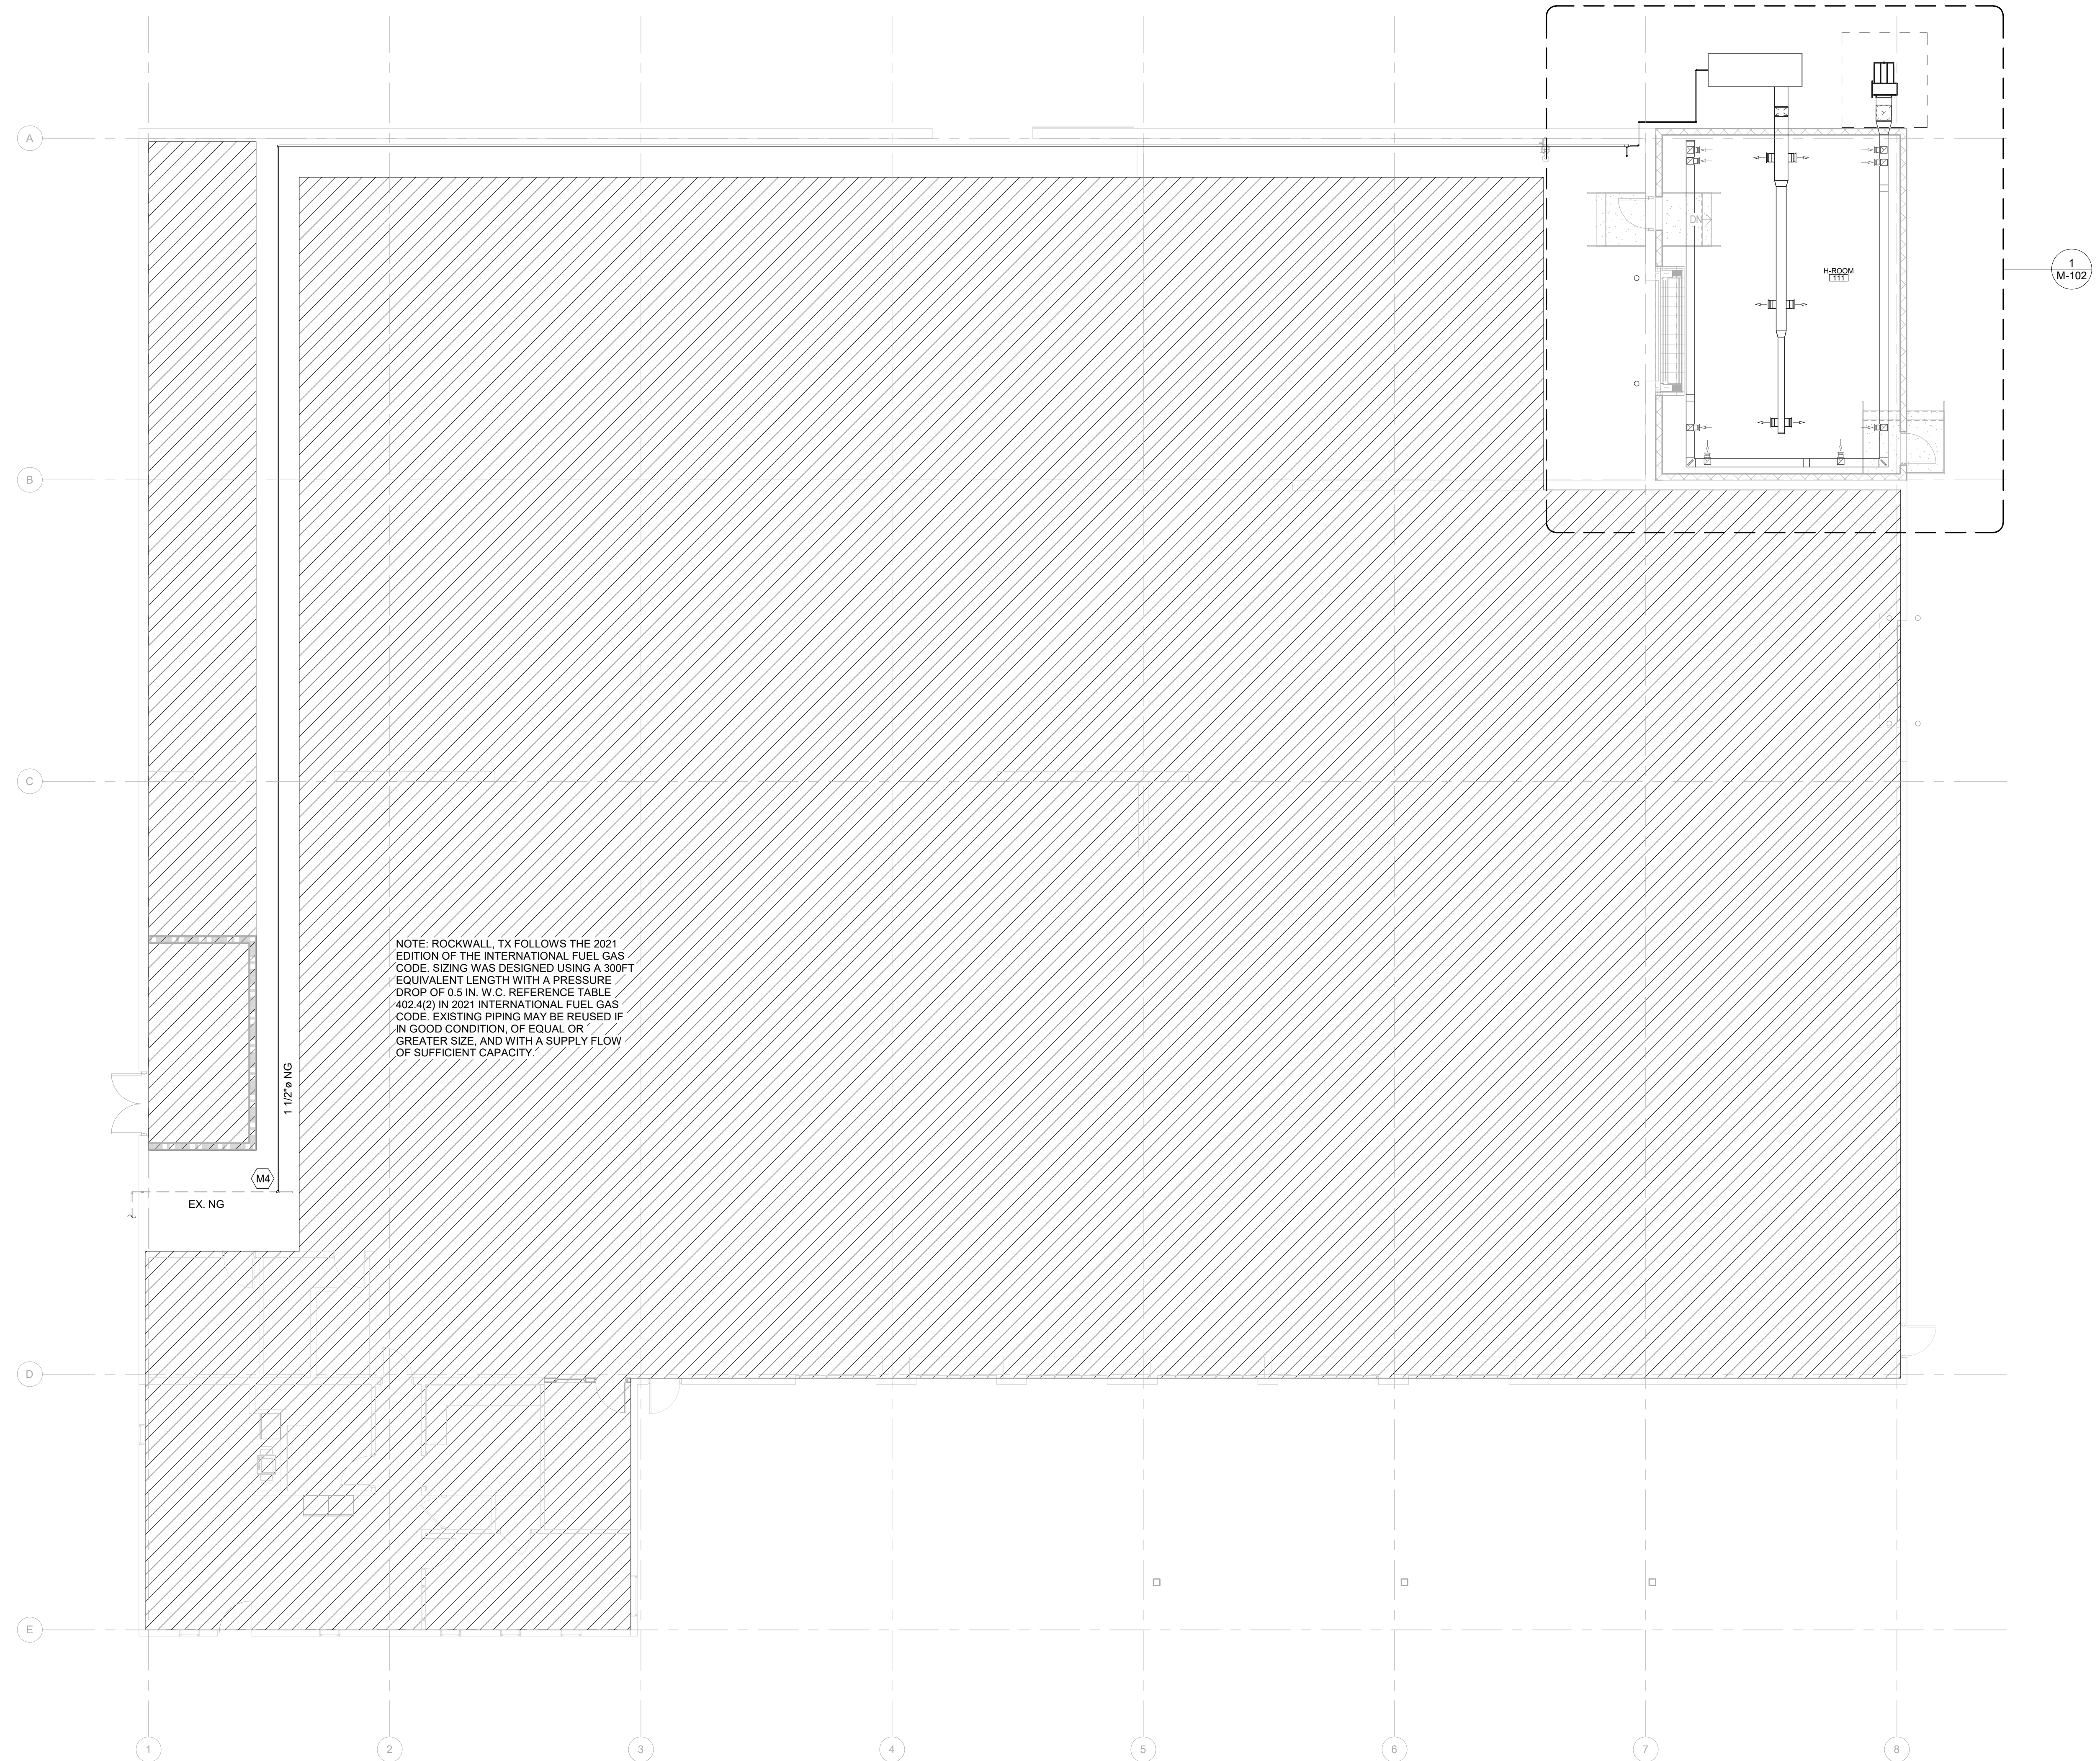 A
DN
1
M-102
H-ROOM
111
B
C
NOTE: ROCKWALL, TX FOLLOWS THE 2021
EDITION OF THE INTERNATIONAL FUEL GAS
CODE. SIZING WAS DESIGNED USING A 300FT
EQUIVALENT LENGTH WITH A PRESSURE
DROP OF 0.5 IN. W.C. REFERENCE TABLE
402.4(2) IN 2021 INTERNATIONAL FUEL GAS
CODE. EXISTING PIPING MAY BE REUSED IF
IN GOOD CONDITION, OF EQUAL OR
GREATER SIZE, AND WITH A SUPPLY FLOW
OF SUFFICIENT CAPACITY.
1 1/2"ø NG
M4
EX. NG
D
E
1
2
3
4
5
6
7
8